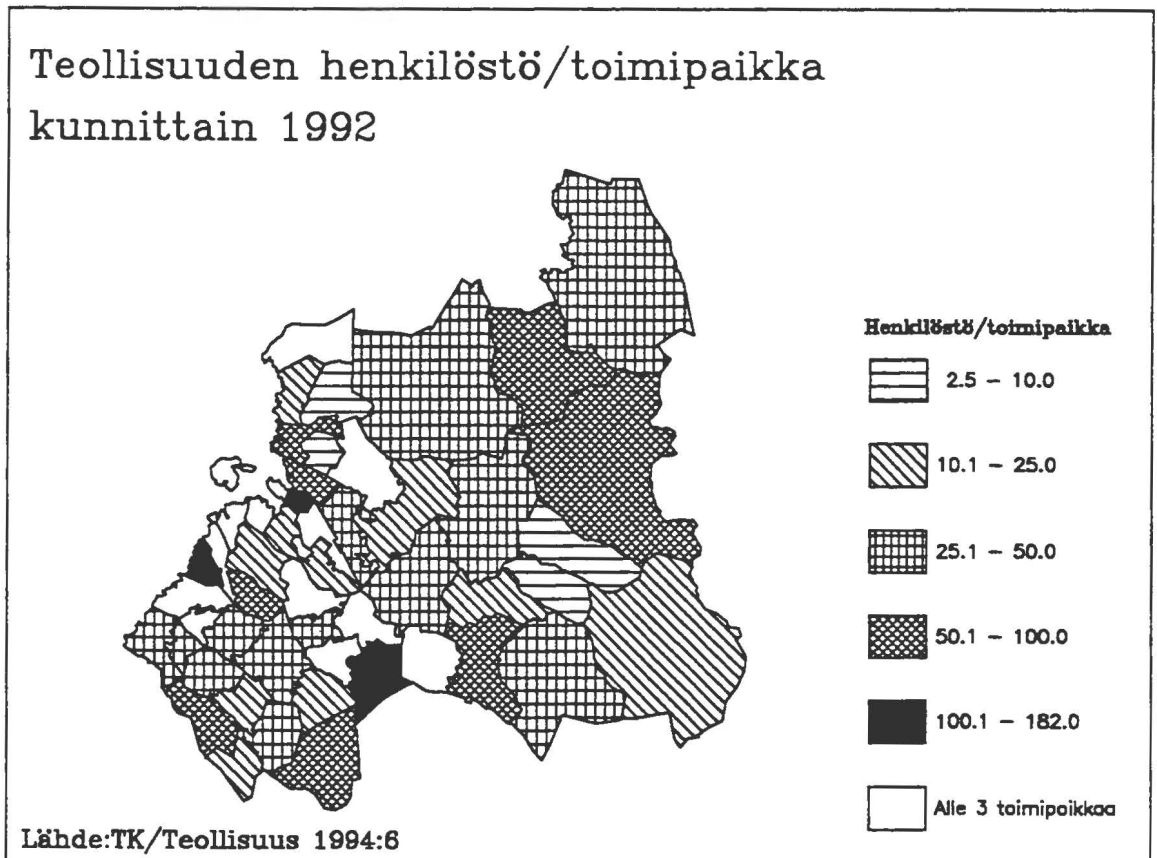 Teollisuuden henkilöstö/toimipaikka
kunnittain 1992
Henkilöstö/toimipaikka
2.5 - 10.0
10.1 - 25.0
25.1 - 50.0
50.1 - 100.0
100.1 - 182.0
Alle 3 toimipaikkaa
Lähde:TK/Teollisuus 1994:6